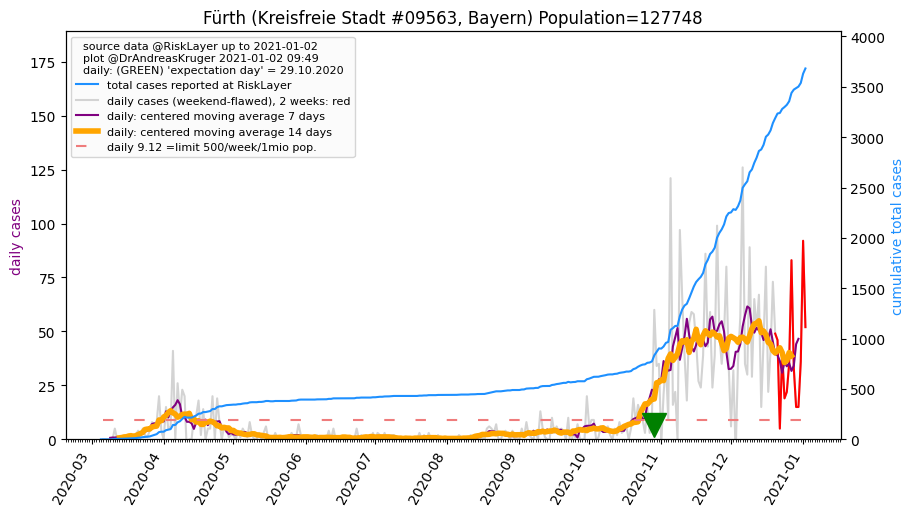 Fürth (Kreisfreie Stadt #09563, Bayern) Population=127748
source data @RiskLayer up to 2021-01-02
plot @DrAndreasKruger 2021-01-02 09:49
daily: (GREEN) 'expectation day' = 29.10.2020
total cases reported at RiskLayer
daily cases (weekend-flawed), 2 weeks: red
daily: centered moving average 7 days
daily: centered moving average 14 days
daily 9.12 =limit 500/week/1mio pop.
daily cases
175
150
125
100
75
50
25
0
cumulative total cases
4000
3500
3000
2500
2000
1500
1000
500
0
2020-03
2020-04
2020-05
2020-06
2020-07
2020-08
2020-09
2020-10
2020-11
2020-12
2021-01